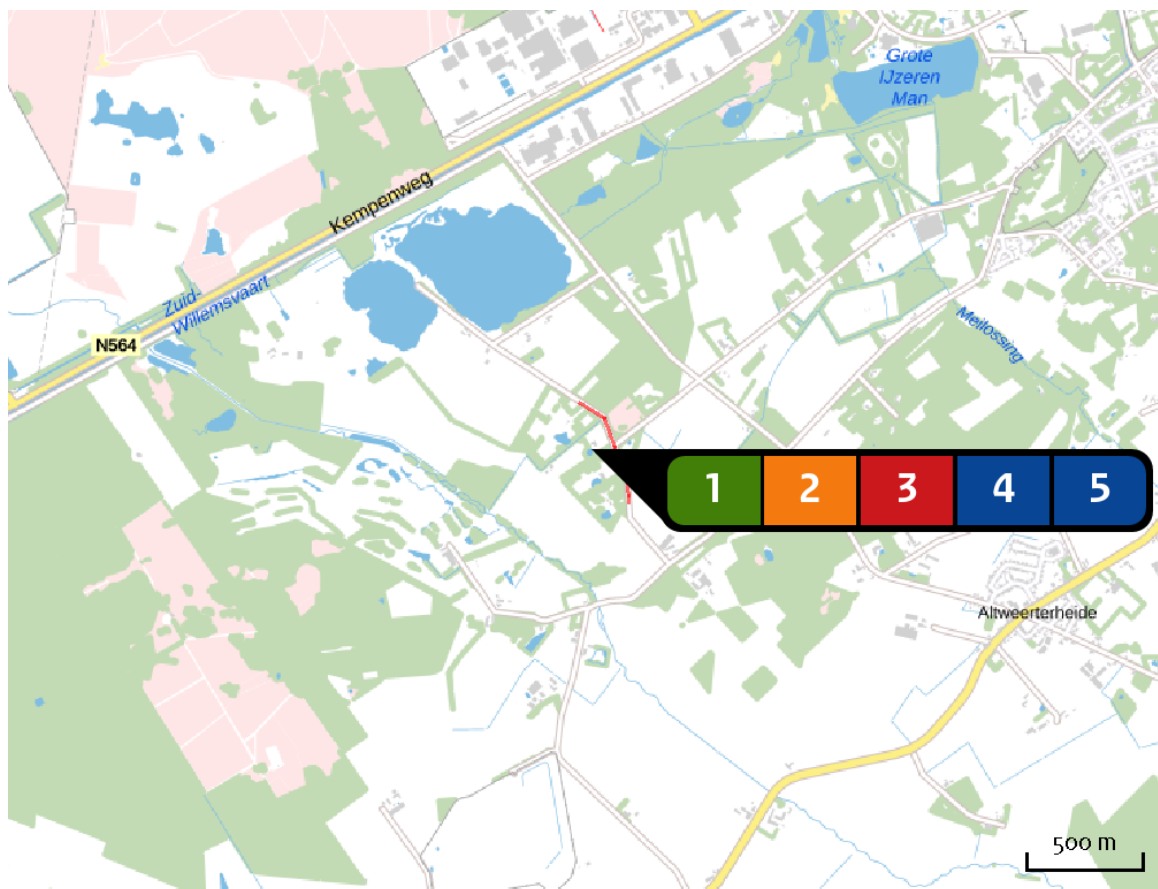 Grote
IJzeren
Man
Kempenweg
Zuid-
Willemsvaart
N564
Meilossing
1 2 3 4 5
Altweerterheide
500 m